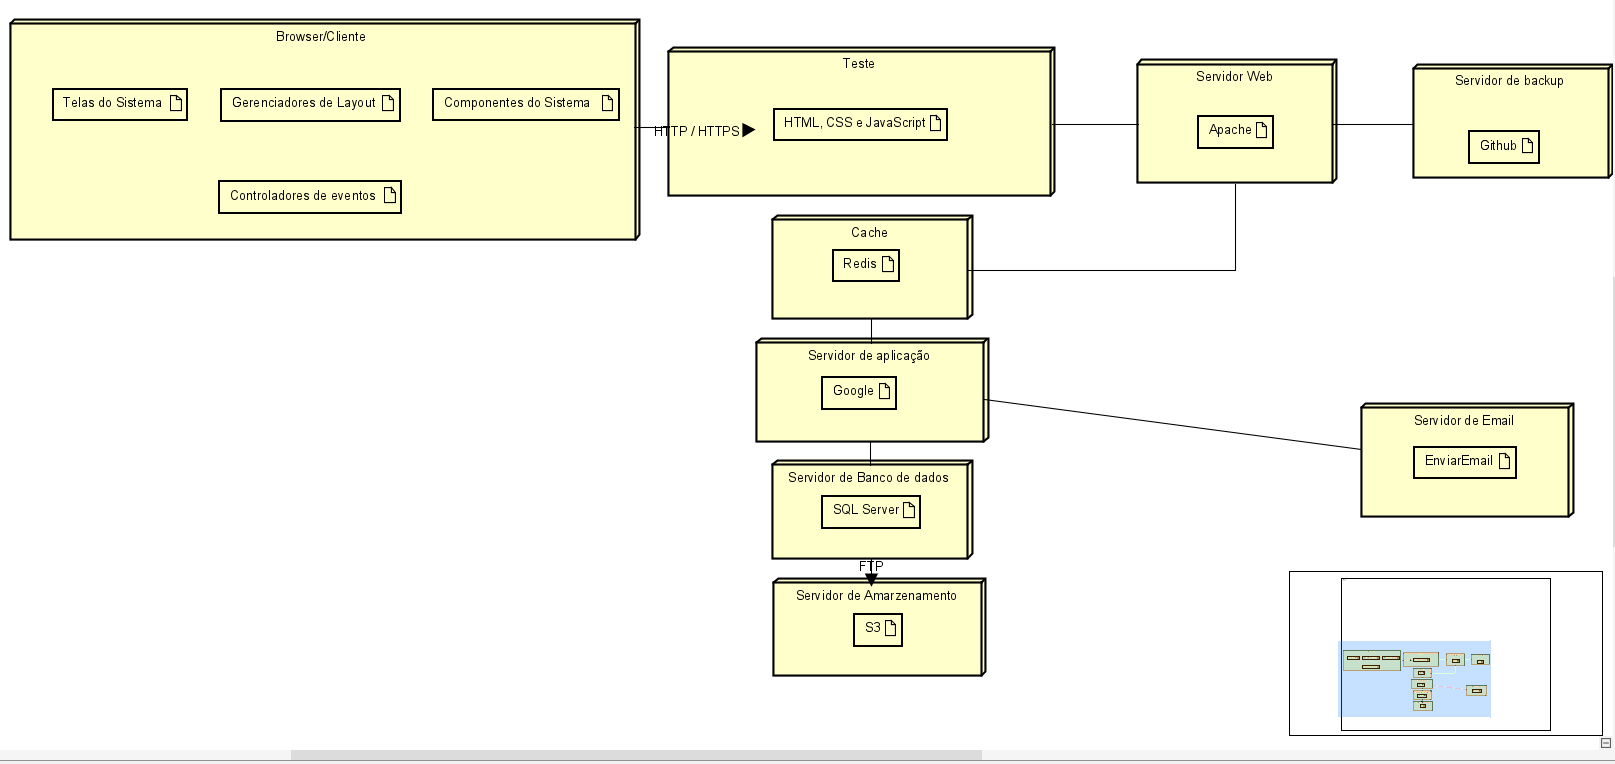 Browser/Cliente
Telas do Sistema
Gerenciadores de Layout
Componentes do Sistema
Controladores de eventos
HTTP / HTTPS
Teste
HTML, CSS e JavaScript
Servidor Web
Apache
Servidor de backup
Github
Cache
Redis
Servidor de aplicação
Google
Servidor de Email
EnviarEmail
Servidor de Banco de dados
SQL Server
FTP
Servidor de Amarzenamento
S3